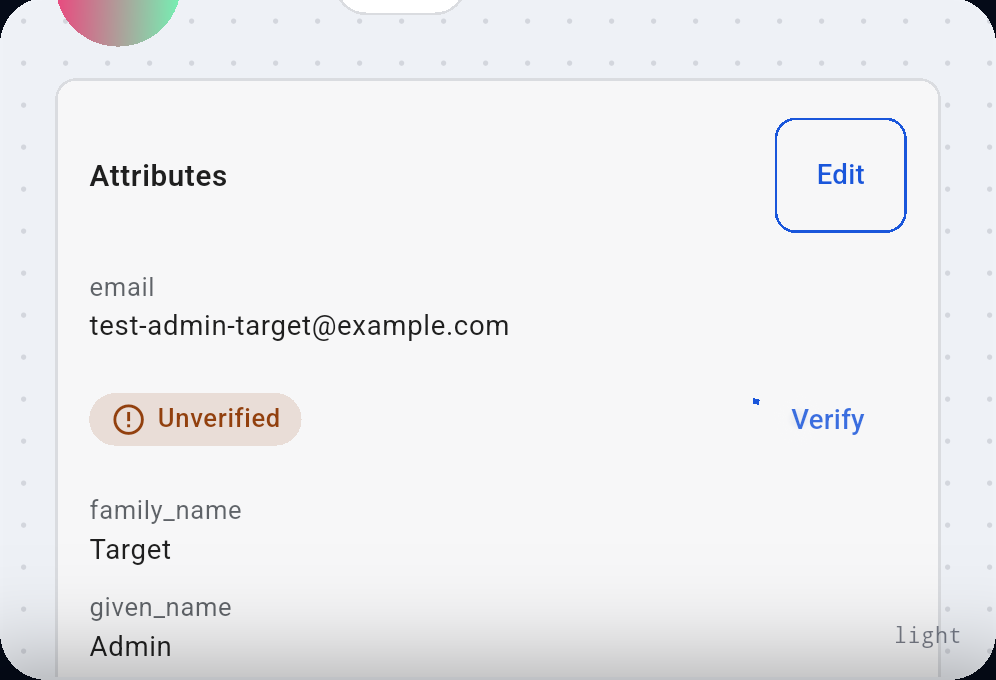 Attributes
Edit
email
test-admin-target@example.com
Unverified
Verify
family_name
Target
given_name
Admin
light